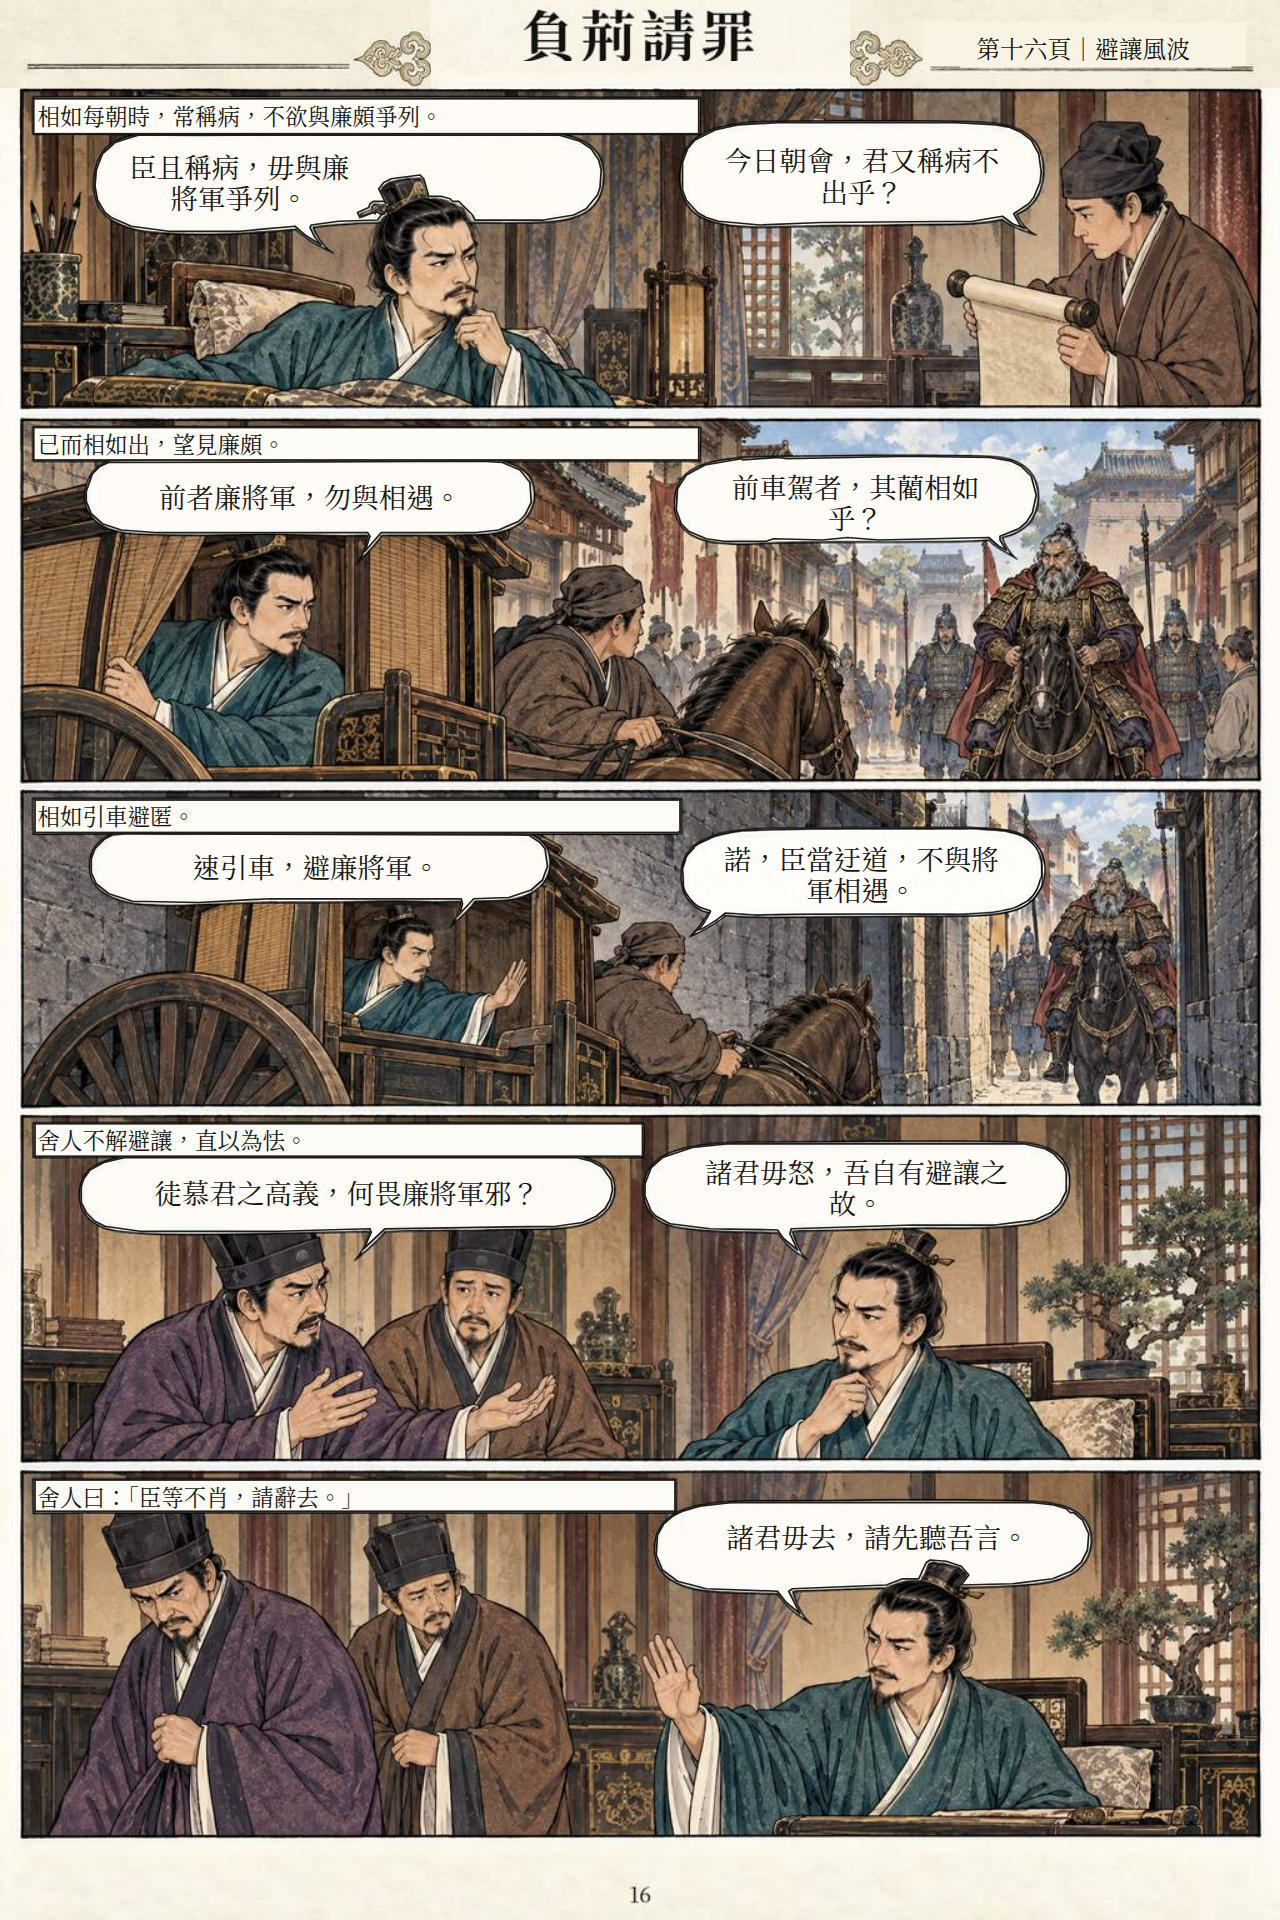 負荊請罪
第十六頁｜避讓風波
相如每朝時，常稱病，不欲與廉頗爭列。
臣且稱病，毋與廉
將軍爭列。
今日朝會，君又稱病不
出乎？
已而相如出，望見廉頗。
前者廉將軍，勿與相遇。
前車駕者，其藺相如
乎？
相如引車避匿。
速引車，避廉將軍。
諾，臣當迂道，不與將
軍相遇。
舍人不解避讓，直以為怯。
徒慕君之高義，何畏廉將軍邪？
諸君毋怒，吾自有避讓之
故。
舍人曰：「臣等不肖，請辭去。」
諸君毋去，請先聽吾言。
16